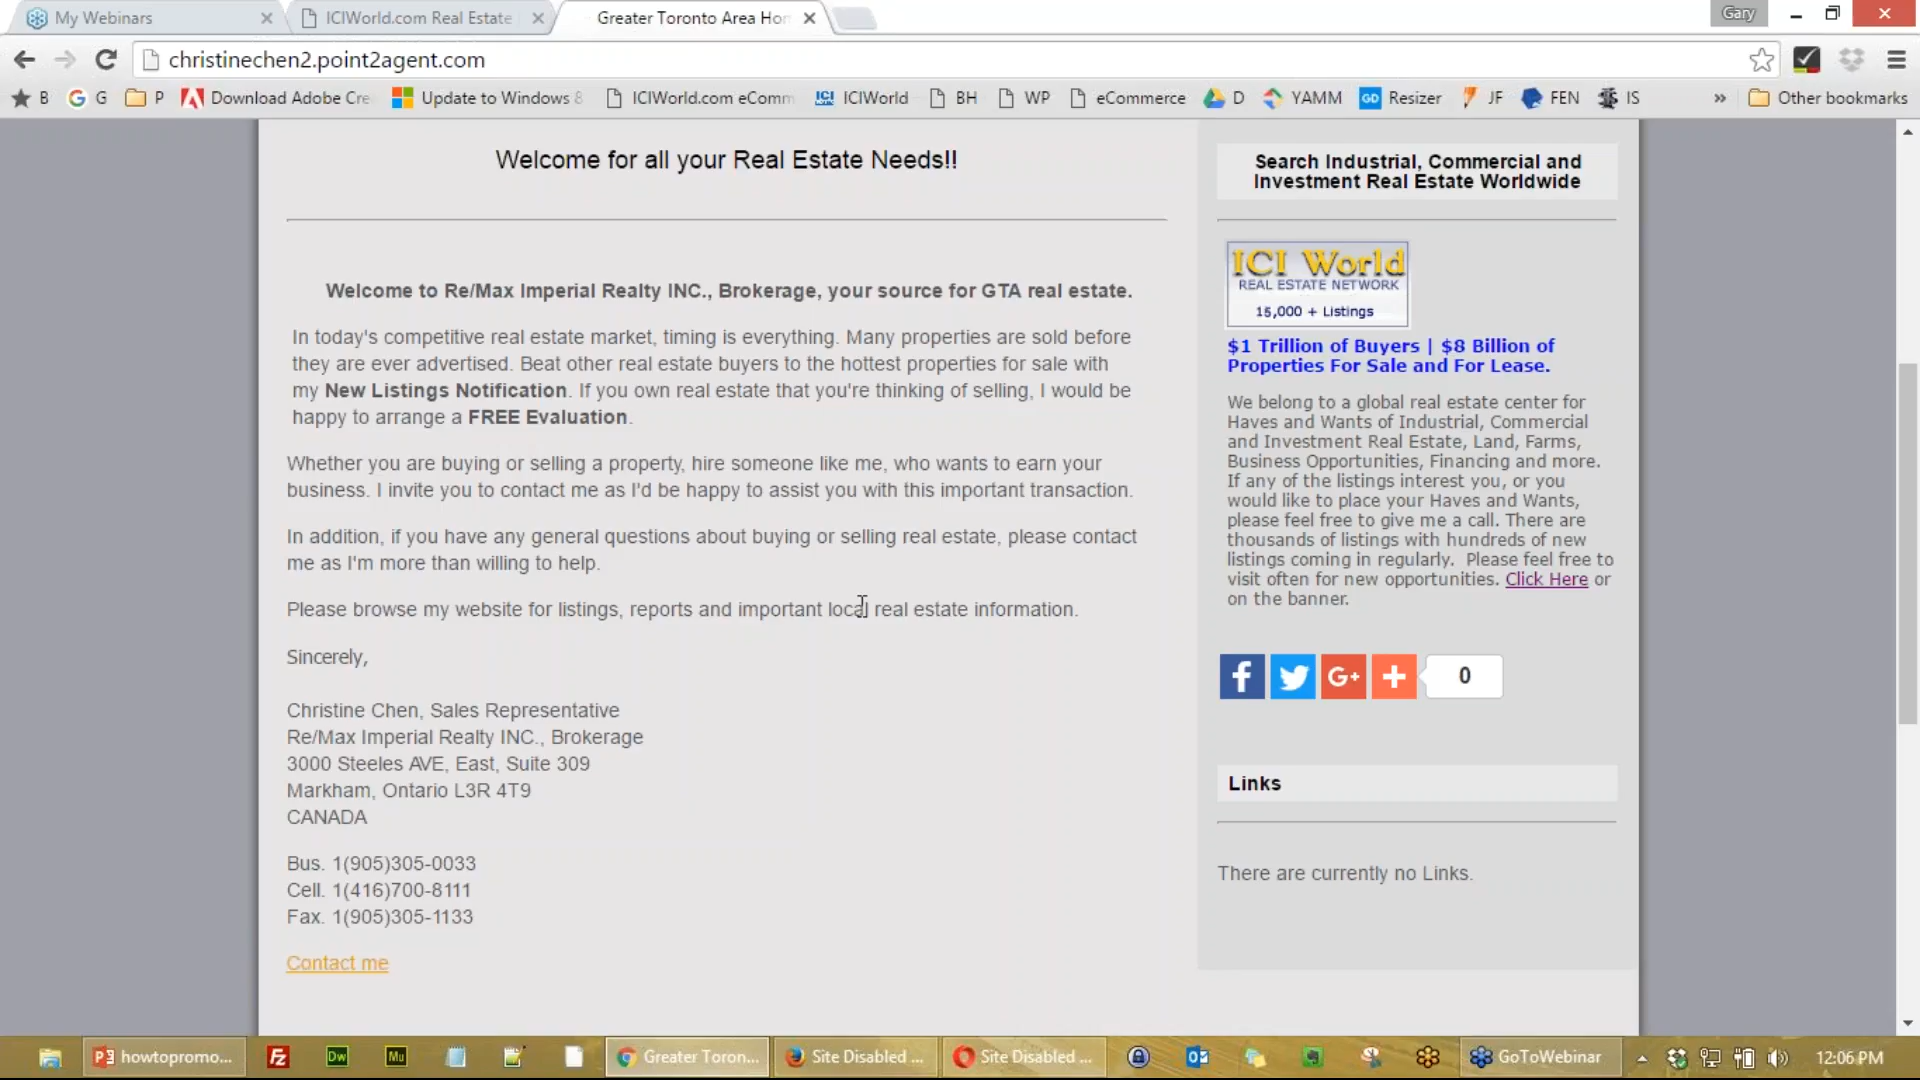 My Webinars
ICIWorld.com Real Estate
Greater Toronto Area Hon
Gary
christinechen2.point2agent.com
B G P Download Adobe Cre Update to Windows 8 ICIWorld.com eComm ICI ICIWorld BH WP eCommerce D YAMM GD Resizer JF FEN IS » Other bookmarks
Welcome for all your Real Estate Needs!!
Welcome to Re/Max Imperial Realty INC., Brokerage, your source for GTA real estate.
In today's competitive real estate market, timing is everything. Many properties are sold before
they are ever advertised. Beat other real estate buyers to the hottest properties for sale with
my New Listings Notification. If you own real estate that you're thinking of selling, I would be
happy to arrange a FREE Evaluation.
Whether you are buying or selling a property, hire someone like me, who wants to earn your
business. I invite you to contact me as I'd be happy to assist you with this important transaction.
In addition, if you have any general questions about buying or selling real estate, please contact
me as I'm more than willing to help.
Please browse my website for listings, reports and important local real estate information.
Sincerely,
Christine Chen, Sales Representative
Re/Max Imperial Realty INC., Brokerage
3000 Steeles AVE, East, Suite 309
Markham, Ontario L3R 4T9
CANADA
Bus. 1(905)305-0033
Cell. 1(416)700-8111
Fax. 1(905)305-1133
Contact me
Search Industrial, Commercial and
Investment Real Estate Worldwide
ICI World
REAL ESTATE NETWORK
15,000 + Listings
$1 Trillion of Buyers | $8 Billion of
Properties For Sale and For Lease.
We belong to a global real estate center for
Haves and Wants of Industrial, Commercial
and Investment Real Estate, Land, Farms,
Business Opportunities, Financing and more.
If any of the listings interest you, or you
would like to place your Haves and Wants,
please feel free to give me a call. There are
thousands of listings with hundreds of new
listings coming in regularly. Please feel free to
visit often for new opportunities. Click Here or
on the banner.
f G+ + 0
Links
There are currently no Links.
howtopromo... Fz Dw Mu Greater Toron... Site Disabled ... Site Disabled ... GoToWebinar 12:06 PM